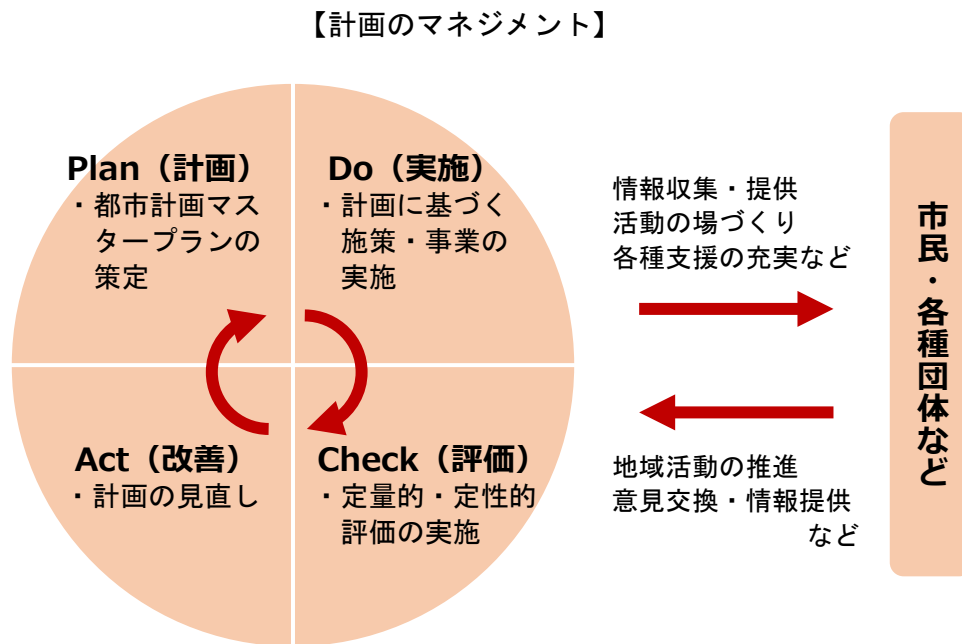 【計画のマネジメント】
Plan（計画）
・都市計画マス
タープランの
策定
Do（実施）
・計画に基づく
施策・事業の
実施
Act（改善）
・計画の見直し
Check（評価）
・定量的・定性的
評価の実施
情報収集・提供
活動の場づくり
各種支援の充実など
地域活動の推進
意見交換・情報提供
など
市民・各種団体など